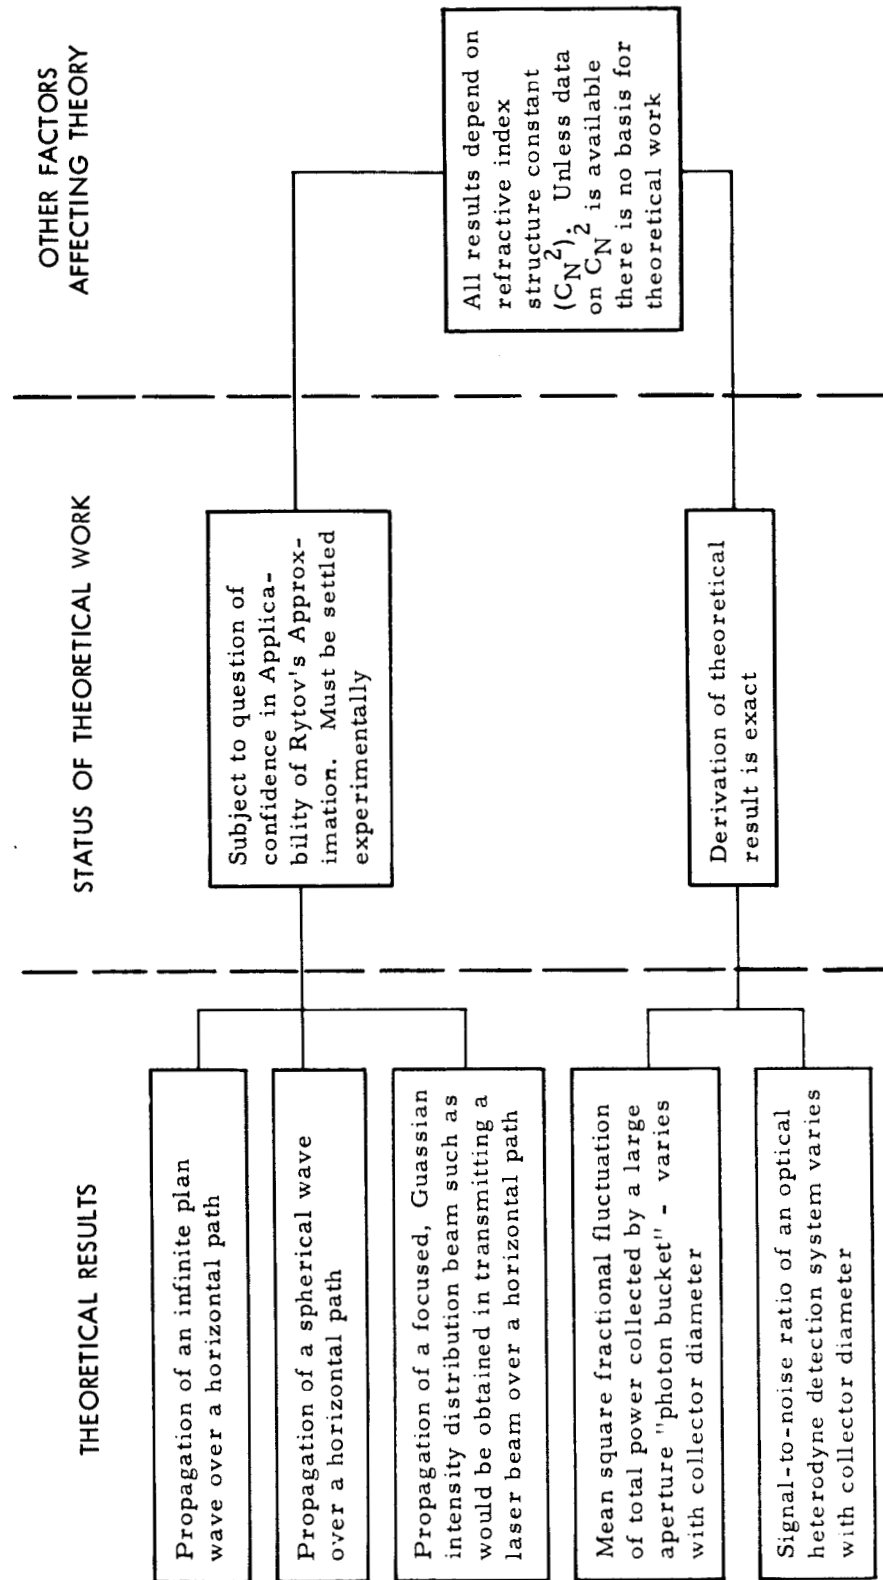 THEORETICAL RESULTS
Propagation of an infinite plan
wave over a horizontal path
Propagation of a spherical wave
over a horizontal path
Propagation of a focused, Guassian
intensity distribution beam such as
would be obtained in transmitting a
laser beam over a horizontal path
Mean square fractional fluctuation
of total power collected by a large
aperture "photon bucket" - varies
with collector diameter
Signal-to-noise ratio of an optical
heterodyne detection system varies
with collector diameter
STATUS OF THEORETICAL WORK
Subject to question of
confidence in Applica-
bility of Rytov's Approx-
imation. Must be settled
experimentally
Derivation of theoretical
result is exact
OTHER FACTORS
AFFECTING THEORY
All results depend on
refractive index
structure constant
(C_N^2). Unless data
on C_N^2 is available
there is no basis for
theoretical work